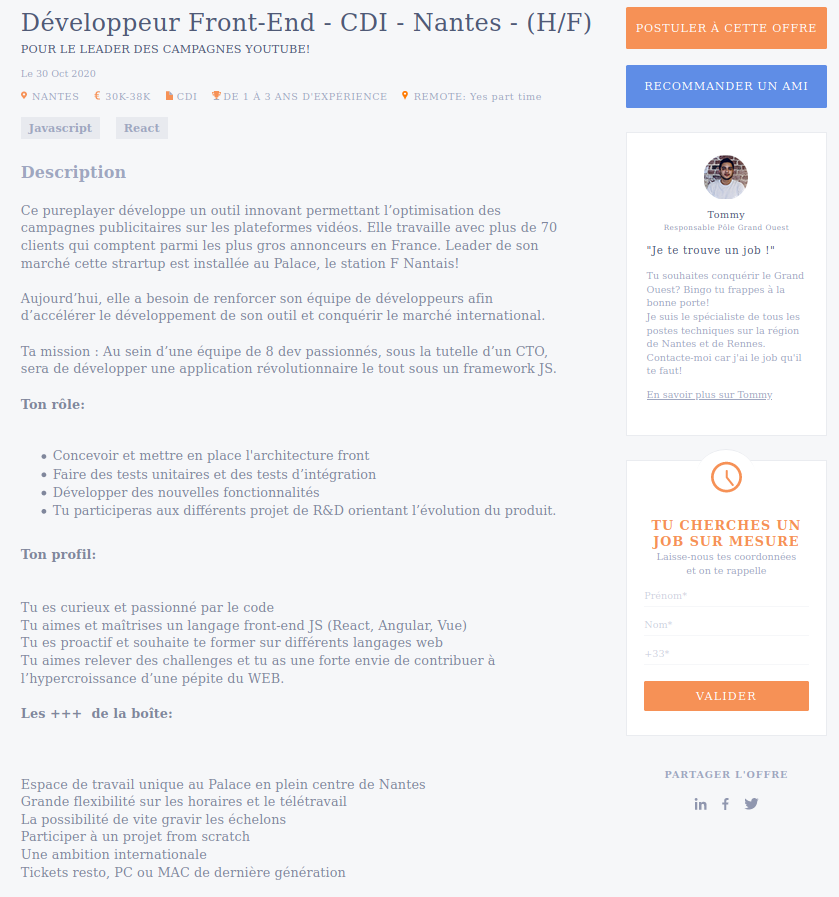 Développeur Front-End - CDI - Nantes - (H/F)
POUR LE LEADER DES CAMPAGNES YOUTUBE!
Le 30 Oct 2020
NANTES € 30K-38K CDI DE 1 À 3 ANS D'EXPÉRIENCE REMOTE: Yes part time
Javascript React
Description
Ce pureplayer développe un outil innovant permettant l’optimisation des
campagnes publicitaires sur les plateformes vidéos. Elle travaille avec plus de 70
clients qui comptent parmi les plus gros annonceurs en France. Leader de son
marché cette strartup est installée au Palace, le station F Nantais!
Aujourd’hui, elle a besoin de renforcer son équipe de développeurs afin
d’accélérer le développement de son outil et conquérir le marché international.
Ta mission : Au sein d’une équipe de 8 dev passionnés, sous la tutelle d’un CTO,
sera de développer une application révolutionnaire le tout sous un framework JS.
Ton rôle:
• Concevoir et mettre en place l'architecture front
• Faire des tests unitaires et des tests d’intégration
• Développer des nouvelles fonctionnalités
• Tu participeras aux différents projet de R&D orientant l’évolution du produit.
Ton profil:
Tu es curieux et passionné par le code
Tu aimes et maîtrises un langage front-end JS (React, Angular, Vue)
Tu es proactif et souhaite te former sur différents langages web
Tu aimes relever des challenges et tu as une forte envie de contribuer à
l’hypercroissance d’une pépite du WEB.
Les +++ de la boîte:
Espace de travail unique au Palace en plein centre de Nantes
Grande flexibilité sur les horaires et le télétravail
La possibilité de vite gravir les échelons
Participer à un projet from scratch
Une ambition internationale
Tickets resto, PC ou MAC de dernière génération
POSTULER À CETTE OFFRE
RECOMMANDER UN AMI
Tommy
Responsable Pôle Grand Ouest
"Je te trouve un job !"
Tu souhaites conquérir le Grand
Ouest? Bingo tu frappes à la
bonne porte!
Je suis le spécialiste de tous les
postes techniques sur la région
de Nantes et de Rennes.
Contacte-moi car j'ai le job qu'il
te faut!
En savoir plus sur Tommy
TU CHERCHES UN
JOB SUR MESURE
Laisse-nous tes coordonnées
et on te rappelle
Prénom*
Nom*
+33*
VALIDER
PARTAGER L'OFFRE